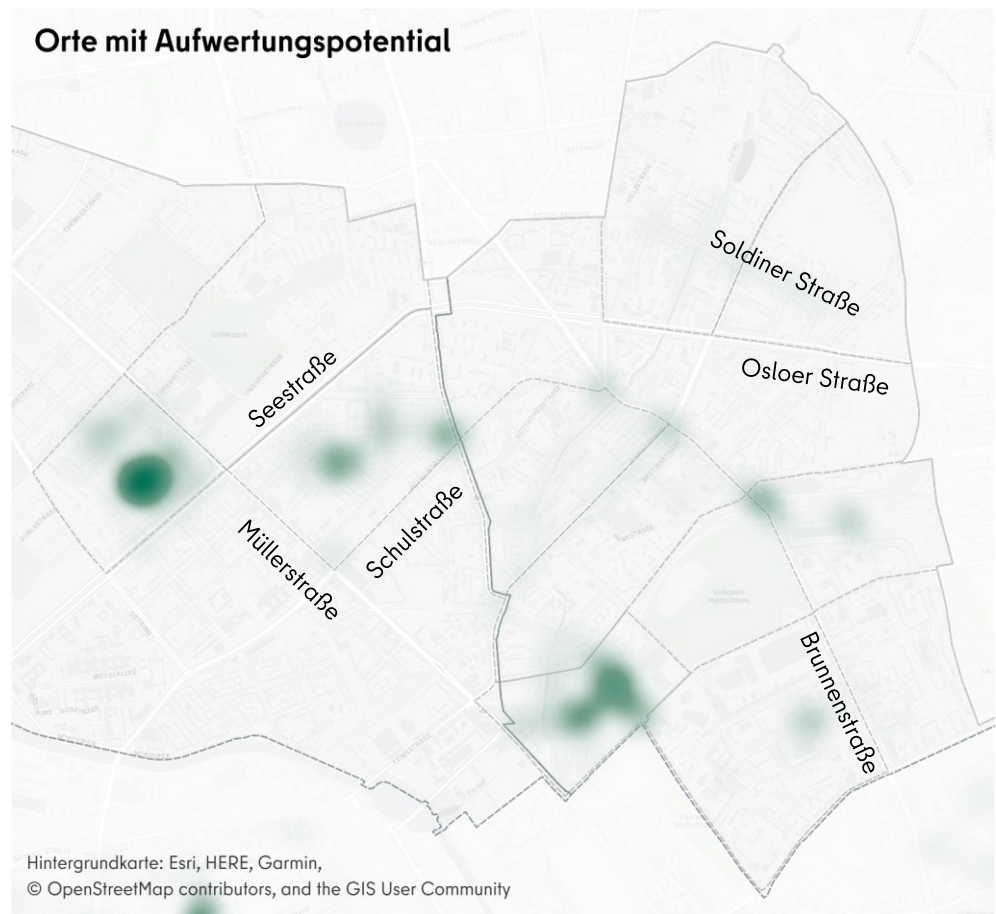 Orte mit Aufwertungspotential
Soldiner Straße
Osloer Straße
Seestraße
Schulstraße
Müllerstraße
Brunnenstraße
Hintergrundkarte: Esri, HERE, Garmin,
© OpenStreetMap contributors, and the GIS User Community